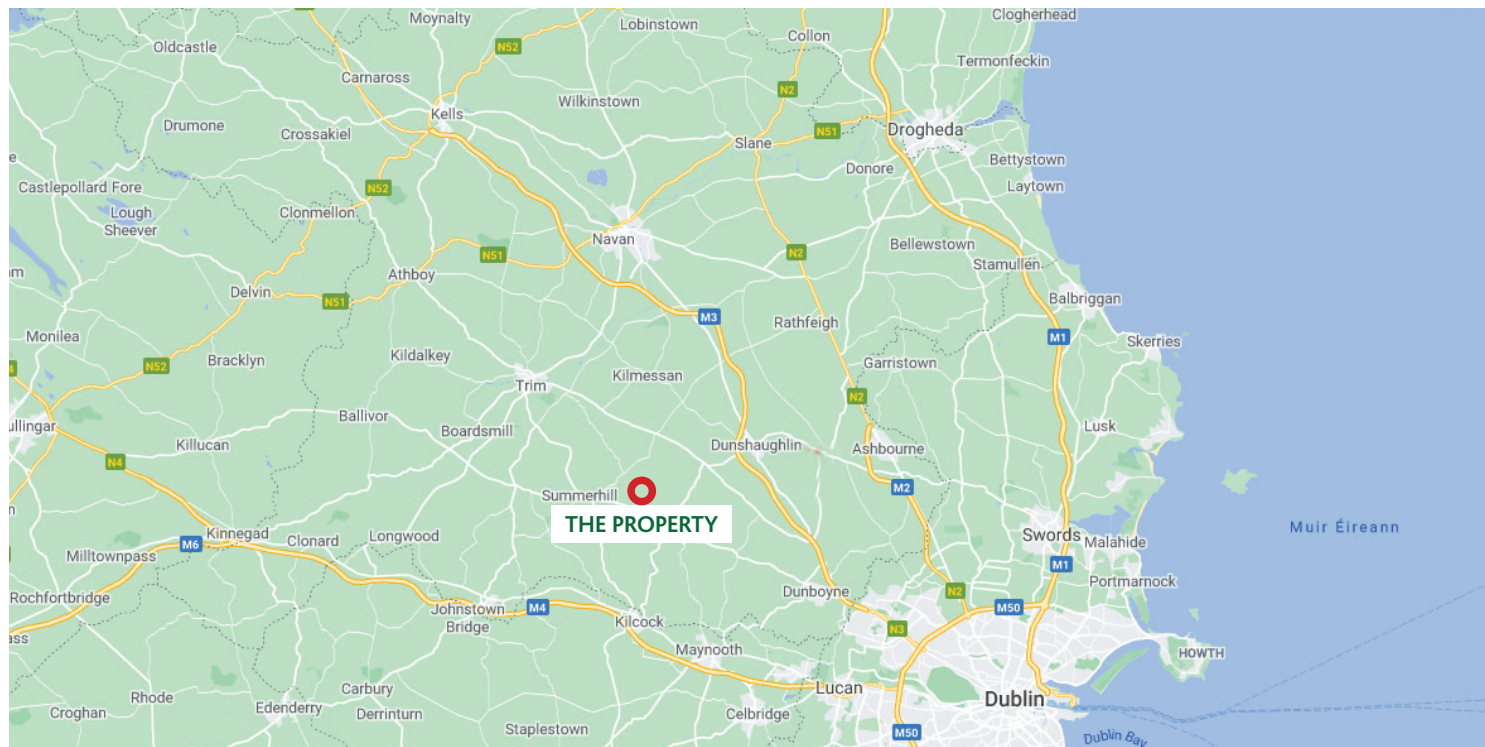 Clogherhead
Moynalty
Lobinstown
Collon
N52
Oldcastle
Termonfeckin
Carnaross
N2
Kells
Wilkinstown
Drumone
Crossakiel
N51
Drogheda
Slane
e
Bettystown
Donore
Castlepollard Fore
N52
Laytown
Lough
Sheever
Clonmellon
Navan
Bellewstown
N51
N2
Stamullen
am
Athboy
Delvin
N51
Balbriggan
M3
Rathfeigh
Monilea
M1
Skerries
Bracklyn
Kildalkey
Garristown
4
N52
Trim
Kilmessan
N2
Ballivor
ullingar
Lusk
Boardsmill
Killucan
Dunshaughlin
Ashbourne
N4
M2
Summerhill
n
THE PROPERTY
Kinnegad
Swords
Muir Éireann
Clonard
Longwood
Malahide
M6
Milltownpass
M1
Portmarnock
Dunboyne
N2
Rochfortbridge
Johnstown
Bridge
M4
M50
Kilcock
N3
ass
Maynooth
HOWTH
Rhode
Carbury
Lucan
Dublin
Croghan
Edenderry
Derrinturn
Celbridge
Staplestown
M50
Dublin Bay